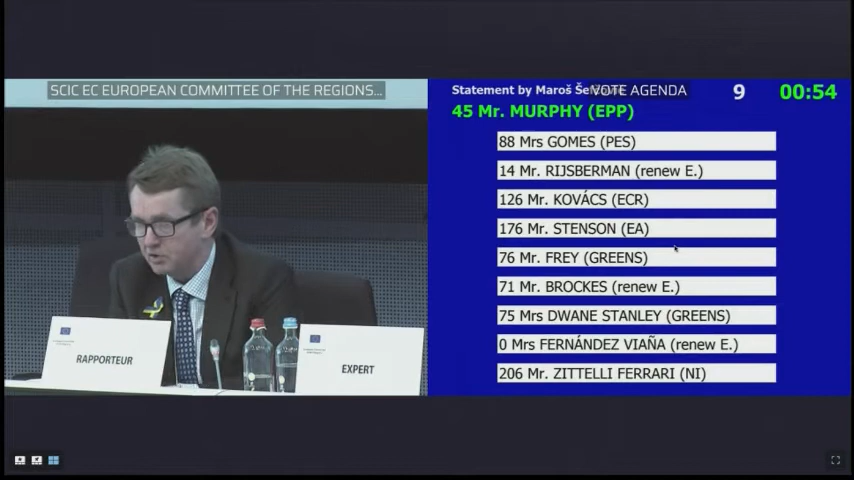 SCIC EC EUROPEAN COMMITTEE OF THE REGIONS...
Statement by Maroš
VOTE AGENDA
9
00:54
45 Mr. MURPHY (EPP)
88 Mrs GOMES (PES)
14 Mr. RIJSBERMAN (renew E.)
126 Mr. KOVÁCS (ECR)
176 Mr. STENSON (EA)
76 Mr. FREY (GREENS)
71 Mr. BROCKES (renew E.)
75 Mrs DWANE STANLEY (GREENS)
0 Mrs FERNÁNDEZ VIAÑA (renew E.)
206 Mr. ZITTELLI FERRARI (NI)
RAPPORTEUR
EXPERT